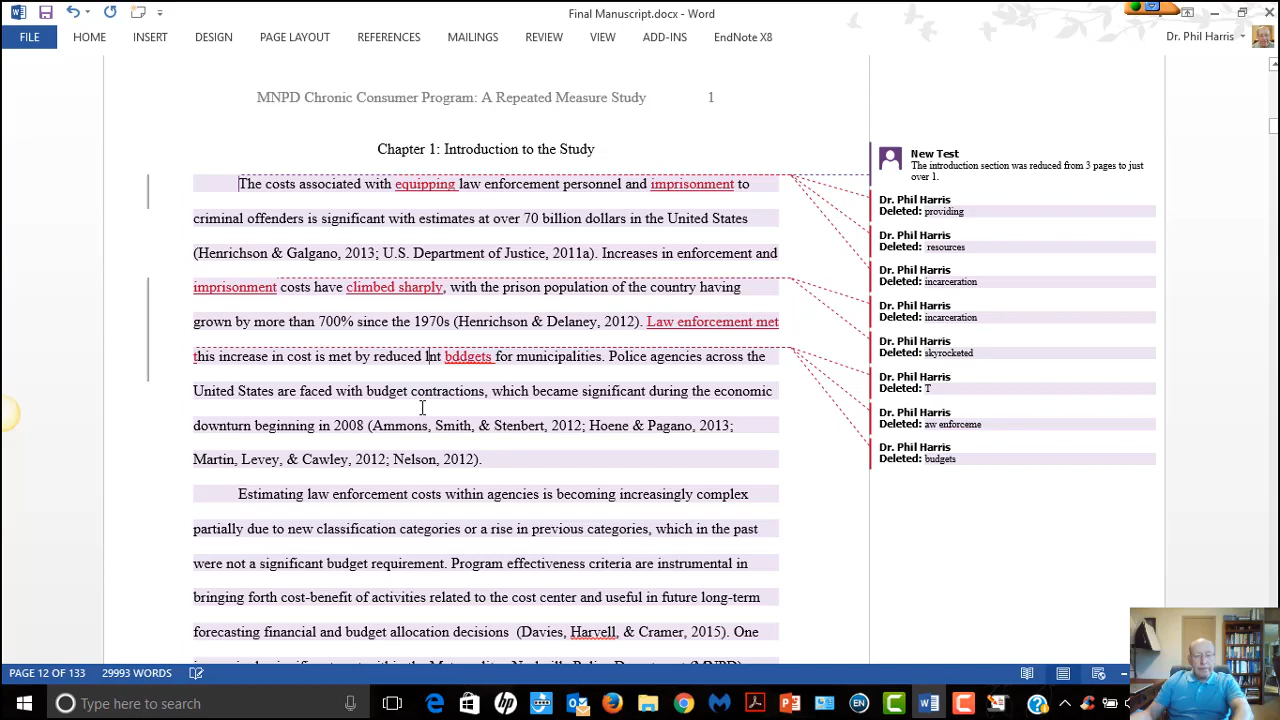 Final Manuscript.docx - Word
FILE HOME INSERT DESIGN PAGE LAYOUT REFERENCES MAILINGS REVIEW VIEW ADD-INS EndNote X8 Dr. Phil Harris
MNPD Chronic Consumer Program: A Repeated Measure Study 1
Chapter 1: Introduction to the Study
The costs associated with equipping law enforcement personnel and imprisonment to
criminal offenders is significant with estimates at over 70 billion dollars in the United States
(Henrichson & Galgano, 2013; U.S. Department of Justice, 2011a). Increases in enforcement and
imprisonment costs have climbed sharply, with the prison population of the country having
grown by more than 700% since the 1970s (Henrichson & Delaney, 2012). Law enforcement met
this increase in cost is met by reduced lnt bddgets for municipalities. Police agencies across the
United States are faced with budget contractions, which became significant during the economic
downturn beginning in 2008 (Ammons, Smith, & Stenbert, 2012; Hoene & Pagano, 2013;
Martin, Levey, & Cawley, 2012; Nelson, 2012).
Estimating law enforcement costs within agencies is becoming increasingly complex
partially due to new classification categories or a rise in previous categories, which in the past
were not a significant budget requirement. Program effectiveness criteria are instrumental in
bringing forth cost-benefit of activities related to the cost center and useful in future long-term
forecasting financial and budget allocation decisions (Davies, Harvell, & Cramer, 2015). One
New Test
The introduction section was reduced from 3 pages to just
over 1.
Dr. Phil Harris
Deleted: providing
Dr. Phil Harris
Deleted: resources
Dr. Phil Harris
Deleted: incarceration
Dr. Phil Harris
Deleted: incarceration
Dr. Phil Harris
Deleted: skyrocketed
Dr. Phil Harris
Deleted: T
Dr. Phil Harris
Deleted: aw enforceme
Dr. Phil Harris
Deleted: budgets
PAGE 12 OF 133 29993 WORDS
Type here to search